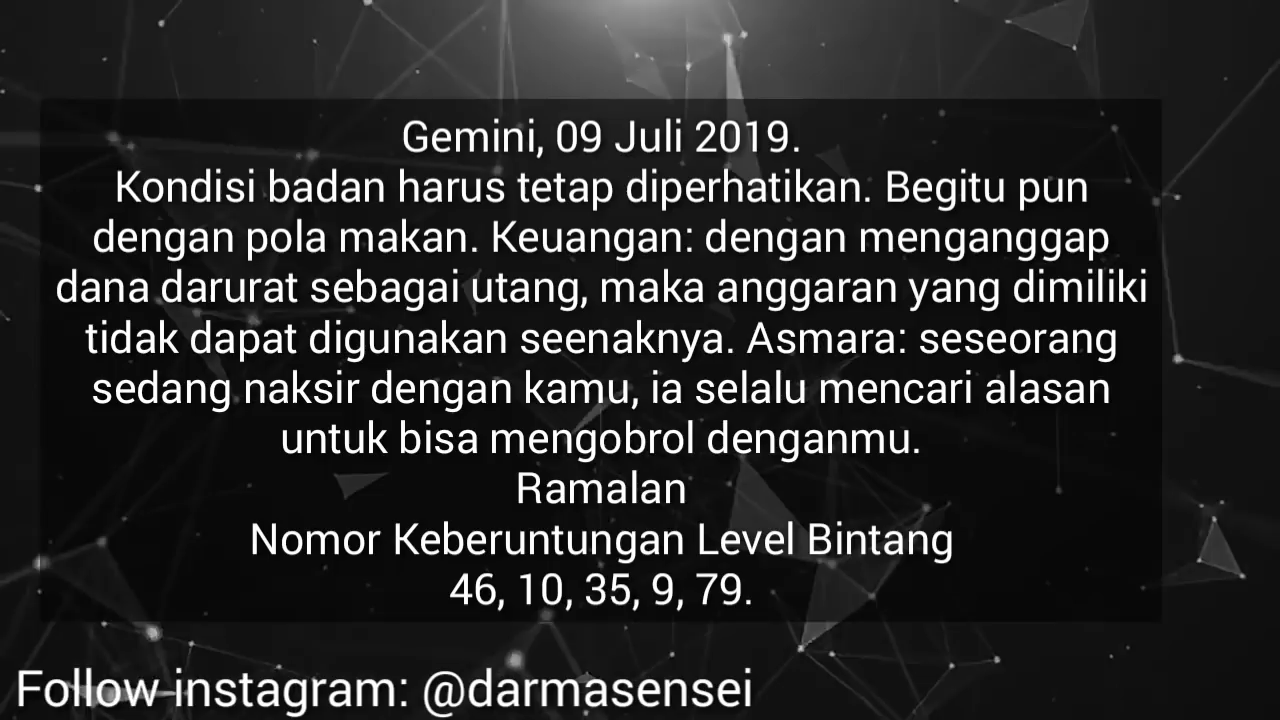 Gemini, 09 Juli 2019.
Kondisi badan harus tetap diperhatikan. Begitu pun
dengan pola makan. Keuangan: dengan menganggap
dana darurat sebagai utang, maka anggaran yang dimiliki
tidak dapat digunakan seenaknya. Asmara: seseorang
sedang naksir dengan kamu, ia selalu mencari alasan
untuk bisa mengobrol denganmu.
Ramalan
Nomor Keberuntungan Level Bintang
46, 10, 35, 9, 79.
Follow instagram: @darmasensei